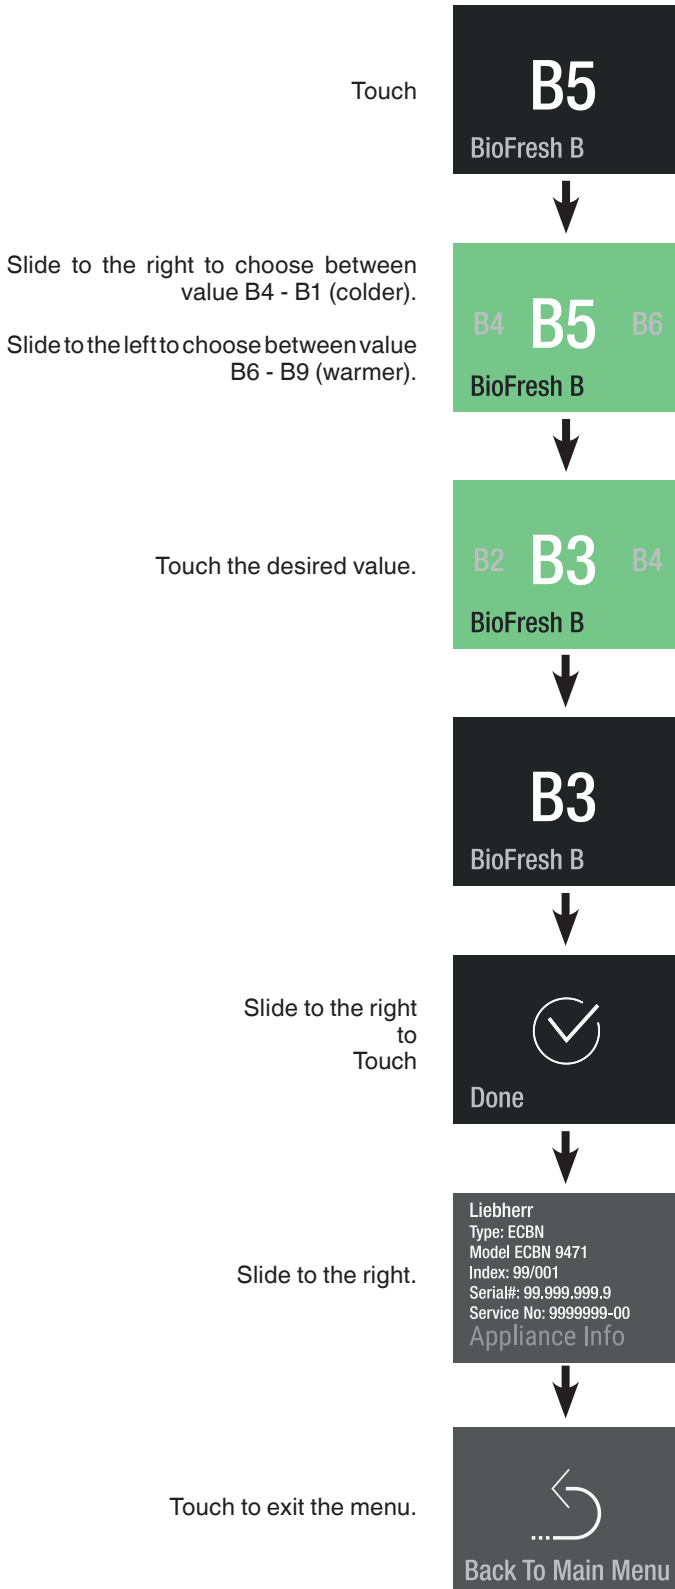 Touch
B5
BioFresh B
Slide to the right to choose between
value B4 - B1 (colder).
Slide to the left to choose between value
B6 - B9 (warmer).
B4 B5 B6
BioFresh B
Touch the desired value.
B2 B3 B4
BioFresh B
B3
BioFresh B
Slide to the right
to
Touch
Done
Slide to the right.
Liebherr
Type: ECBN
Model ECBN 9471
Index: 99/001
Serial#: 99.999.999.9
Service No: 9999999-00
Appliance Info
Touch to exit the menu.
Back To Main Menu